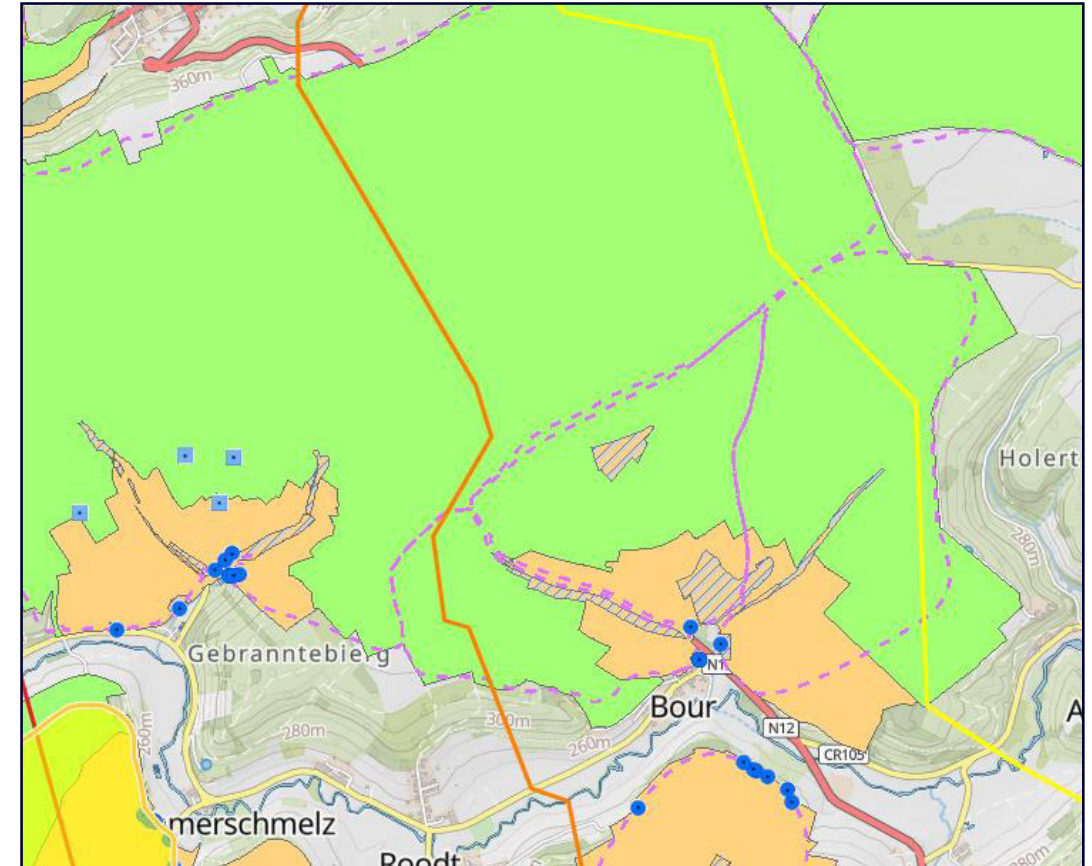 360m
Holert
280m
Gebranntebierg
N1
Bour
300m
280m
260m
260m
N12
CR105
A
merschmelz
Roodt
280m